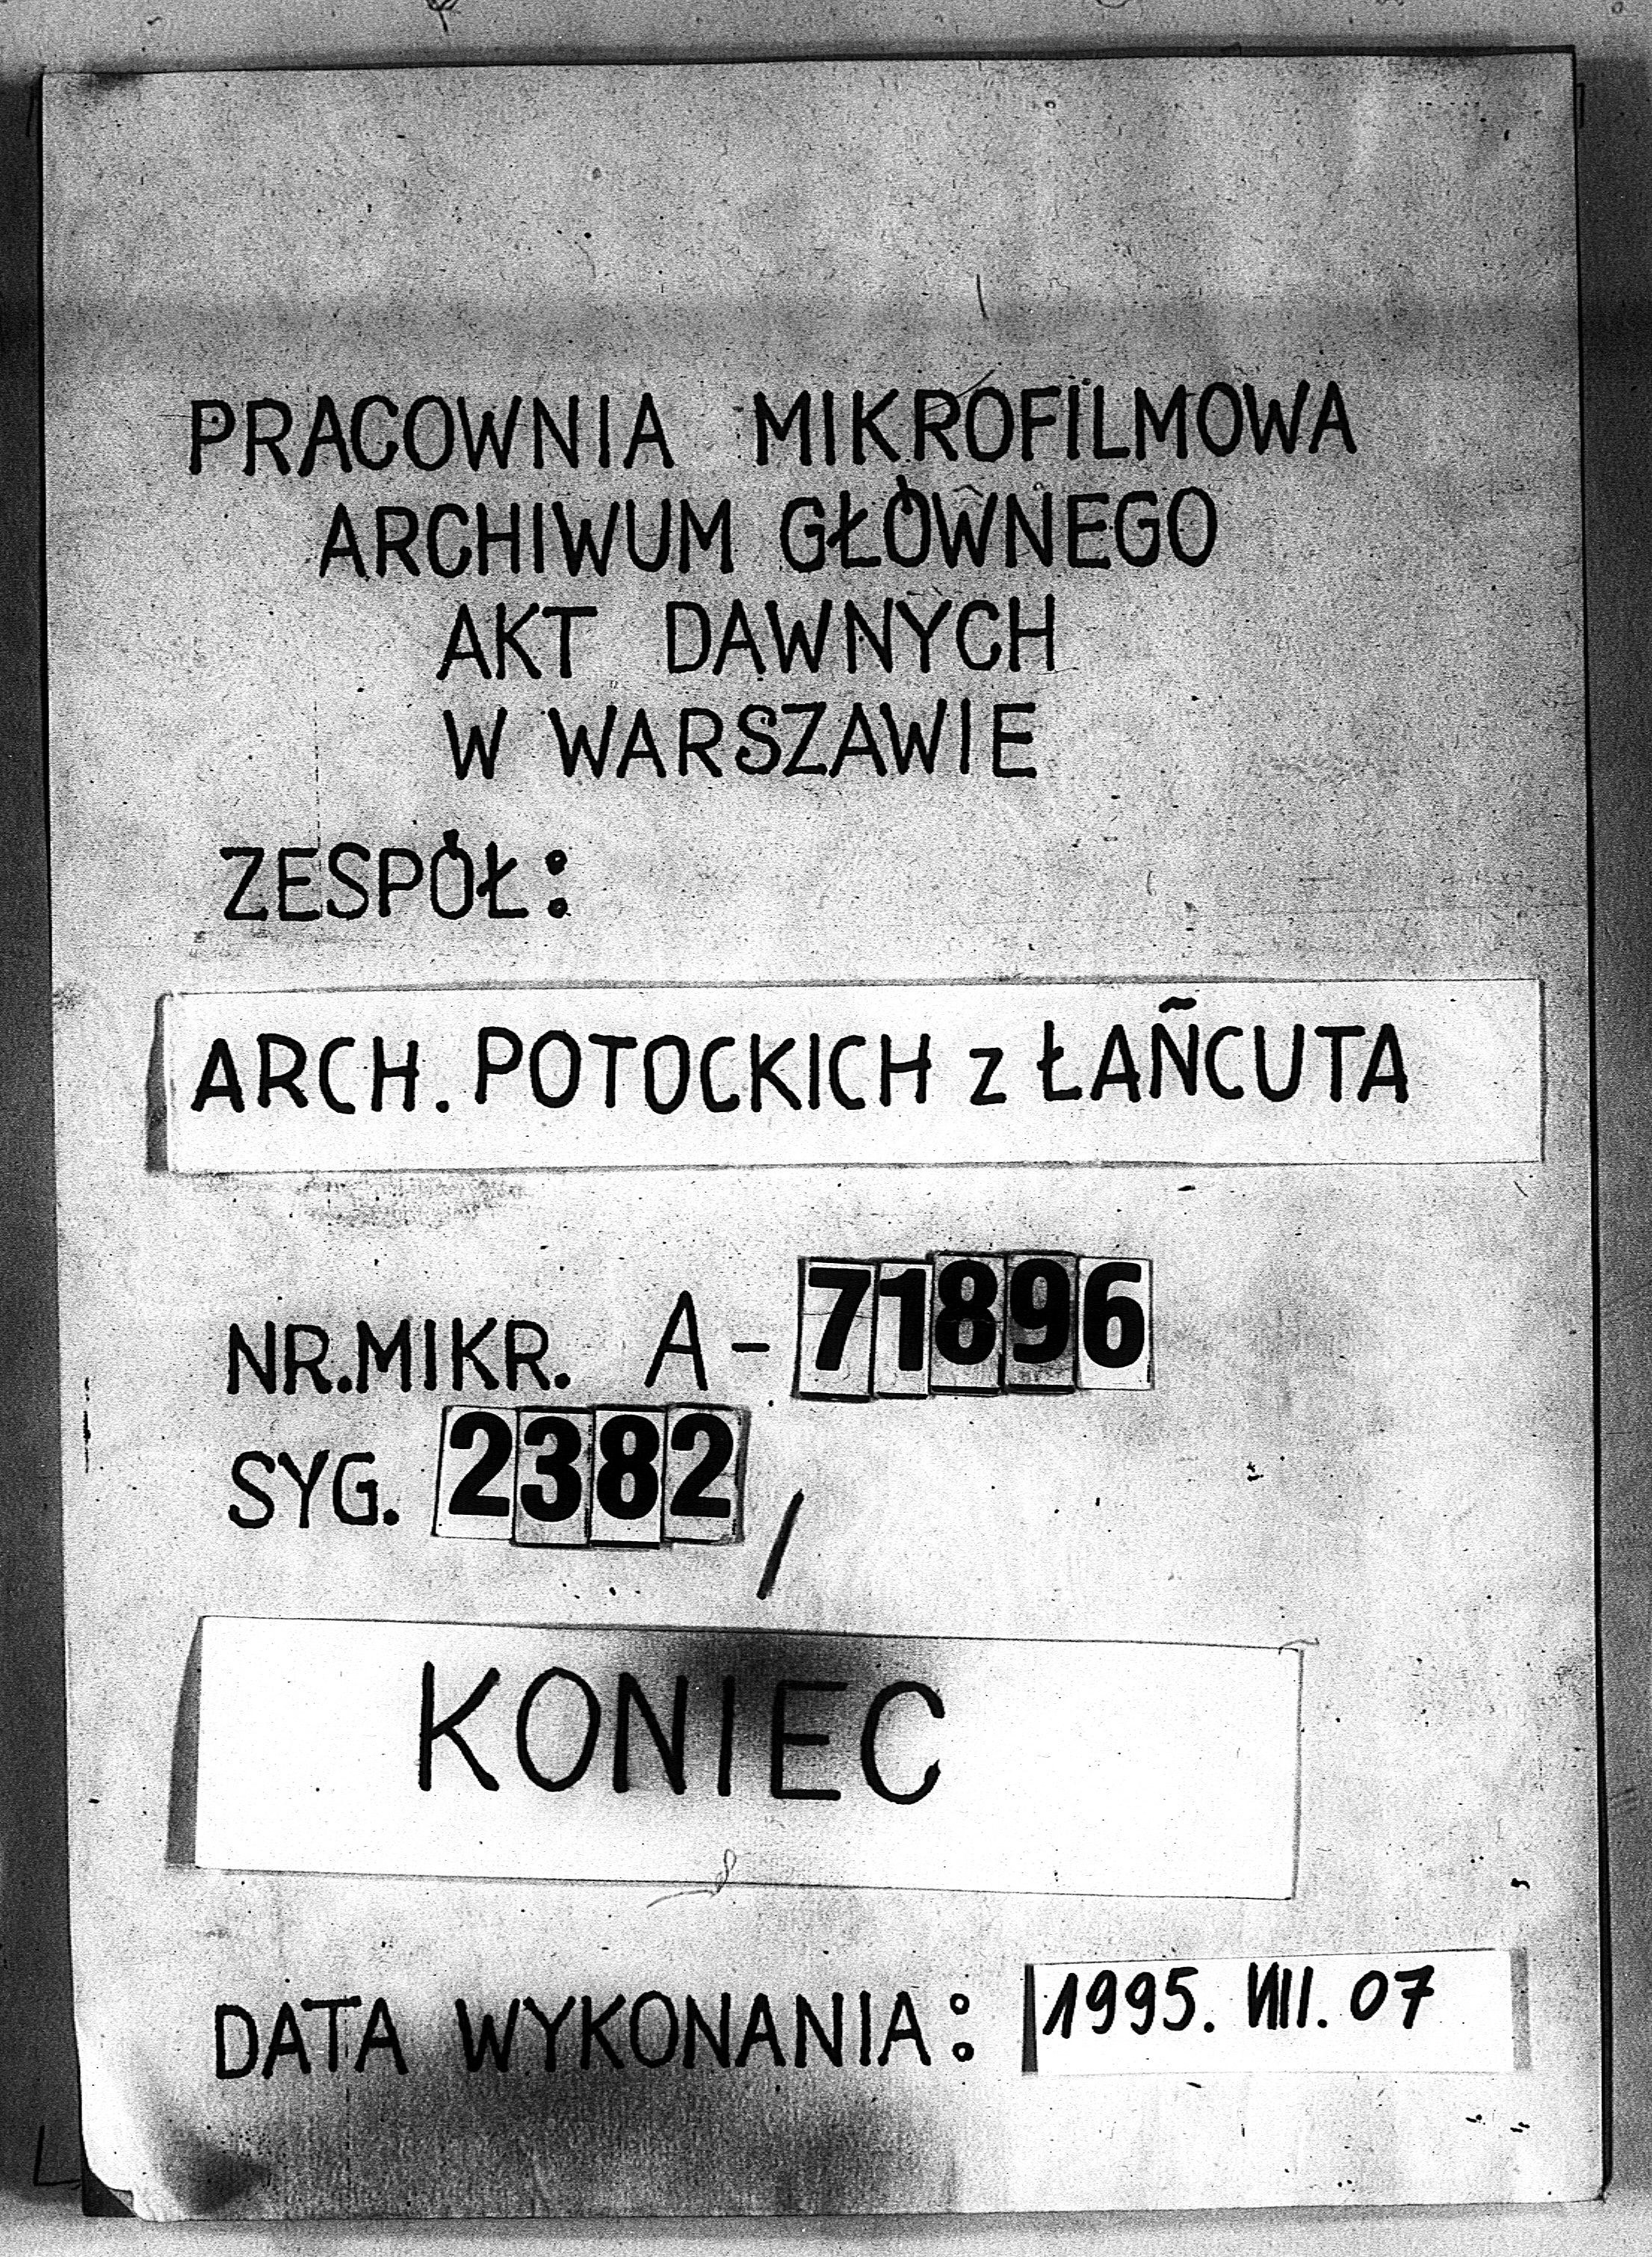 PRACOWNIA MIKROFILMOWA
ARCHIWUM GŁÓWNEGO
AKT DAWNYCH
W WARSZAWIE
ZESPÓŁ:
ARCH. POTOCKICH z ŁAŃCUTA
NR.MIKR. A-71896
SYG. 2382/
KONIEC
DATA WYKONANIA: 1995. VIII. 07